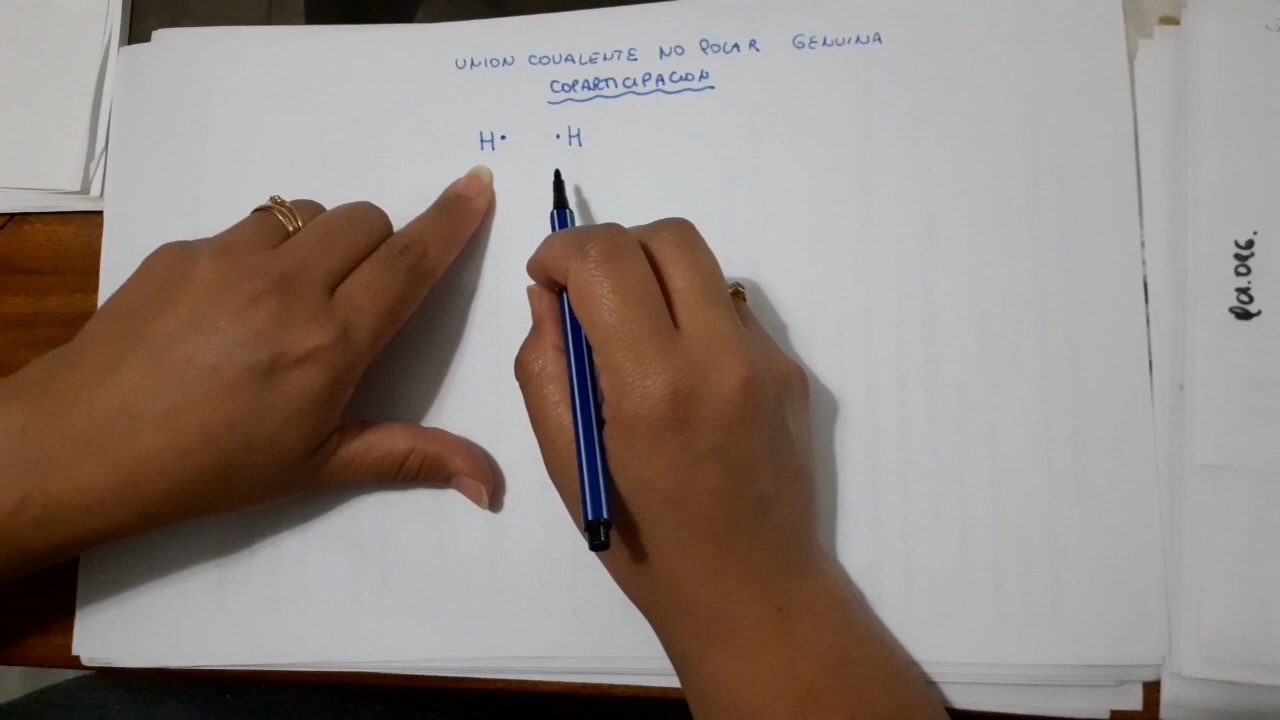 UNION COVALENTE NO POLAR GENUINA
COPARTICIPACION
H• •H